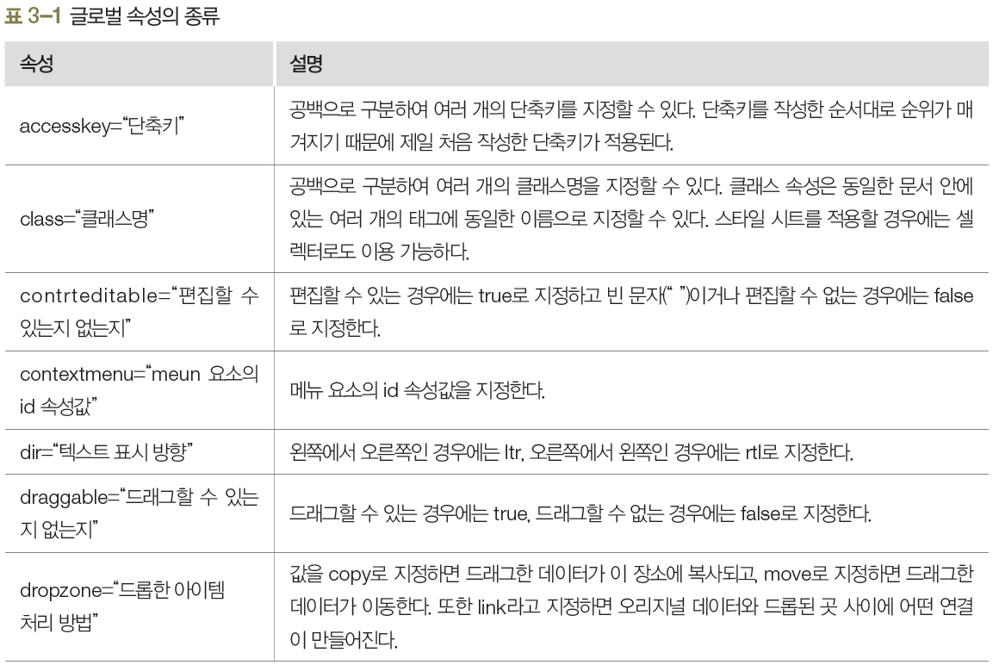 표 3-1 글로벌 속성의 종류
속성
설명
accesskey=“단축키”
공백으로 구분하여 여러 개의 단축키를 지정할 수 있다. 단축키를 작성한 순서대로 순위가 매
겨지기 때문에 제일 처음 작성한 단축키가 적용된다.
class=“클래스명”
공백으로 구분하여 여러 개의 클래스명을 지정할 수 있다. 클래스 속성은 동일한 문서 안에
있는 여러 개의 태그에 동일한 이름으로 지정할 수 있다. 스타일 시트를 적용할 경우에는 셀
렉터로도 이용 가능하다.
contrteditable=“편집할 수
있는지 없는지”
편집할 수 있는 경우에는 true로 지정하고 빈 문자(“ ”)이거나 편집할 수 없는 경우에는 false
로 지정한다.
contextmenu=“meun 요소의
id 속성값”
메뉴 요소의 id 속성값을 지정한다.
dir=“텍스트 표시 방향”
왼쪽에서 오른쪽인 경우에는 ltr, 오른쪽에서 왼쪽인 경우에는 rtl로 지정한다.
draggable=“드래그할 수 있는
지 없는지”
드래그할 수 있는 경우에는 true, 드래그할 수 없는 경우에는 false로 지정한다.
dropzone=“드롭한 아이템
처리 방법”
값을 copy로 지정하면 드래그한 데이터가 이 장소에 복사되고, move로 지정하면 드래그한
데이터가 이동한다. 또한 link라고 지정하면 오리지널 데이터와 드롭된 곳 사이에 어떤 연결
이 만들어진다.